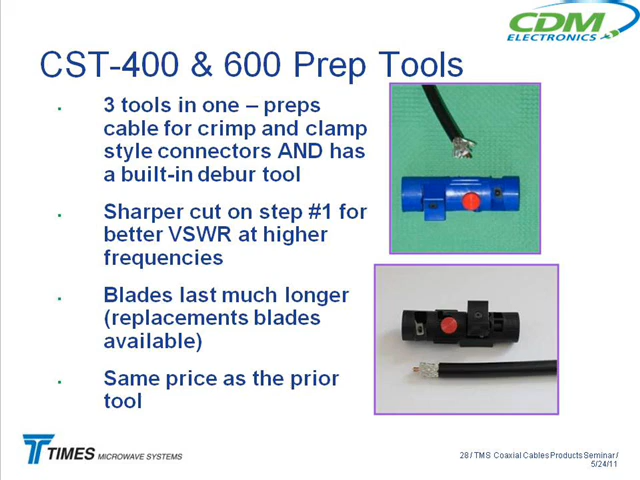 CDM
ELECTRONICS
CST-400 & 600 Prep Tools
3 tools in one – preps
cable for crimp and clamp
style connectors AND has
a built-in debur tool
Sharper cut on step #1 for
better VSWR at higher
frequencies
Blades last much longer
(replacements blades
available)
Same price as the prior
tool
TIMES MICROWAVE SYSTEMS
28 / TMS Coaxial Cables Products Seminar /
5/24/11